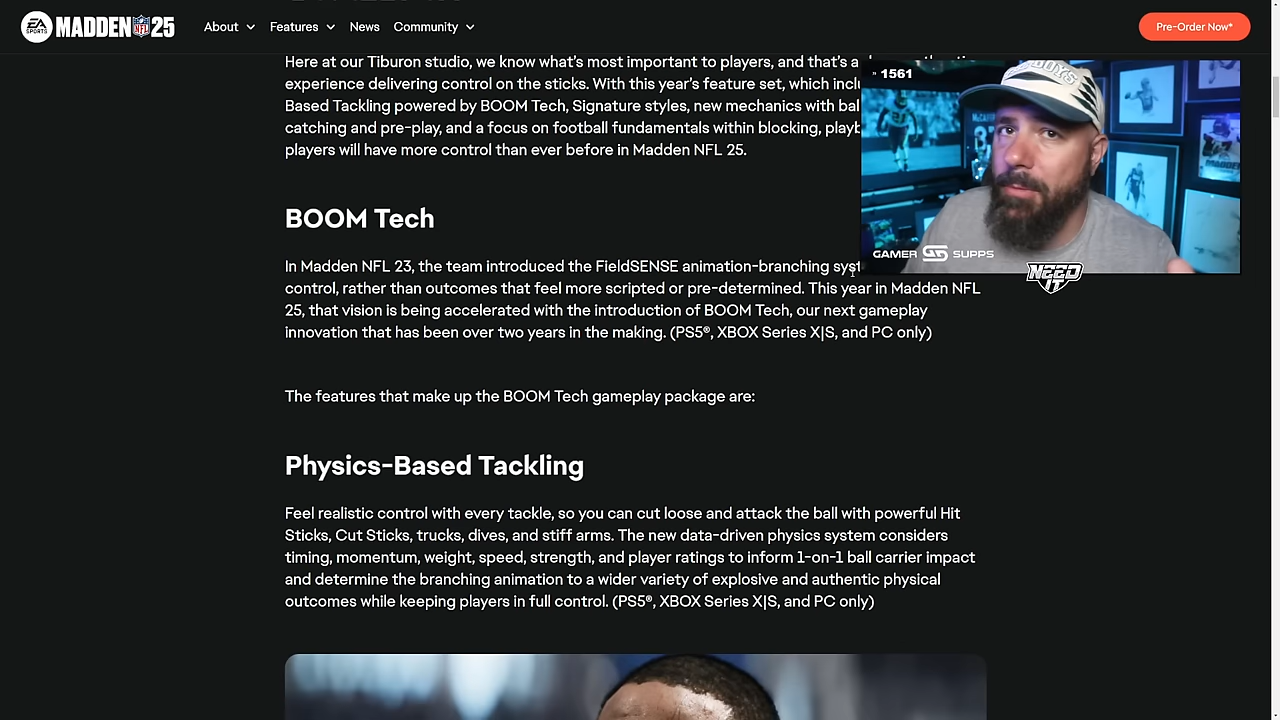 EA SPORTS MADDEN NFL 25 About Features News Community Pre-Order Now*
Here at our Tiburon studio, we know what's most important to players, and that's a
experience delivering control on the sticks. With this year's feature set, which inclu
Based Tackling powered by BOOM Tech, Signature styles, new mechanics with bal
catching and pre-play, and a focus on football fundamentals within blocking, playb
players will have more control than ever before in Madden NFL 25.
1561
GAMER GS SUPPS
NEED IT
BOOM Tech
In Madden NFL 23, the team introduced the FieldSENSE animation-branching syst
control, rather than outcomes that feel more scripted or pre-determined. This year in Madden NFL
25, that vision is being accelerated with the introduction of BOOM Tech, our next gameplay
innovation that has been over two years in the making. (PS5®, XBOX Series X|S, and PC only)
The features that make up the BOOM Tech gameplay package are:
Physics-Based Tackling
Feel realistic control with every tackle, so you can cut loose and attack the ball with powerful Hit
Sticks, Cut Sticks, trucks, dives, and stiff arms. The new data-driven physics system considers
timing, momentum, weight, speed, strength, and player ratings to inform 1-on-1 ball carrier impact
and determine the branching animation to a wider variety of explosive and authentic physical
outcomes while keeping players in full control. (PS5®, XBOX Series X|S, and PC only)